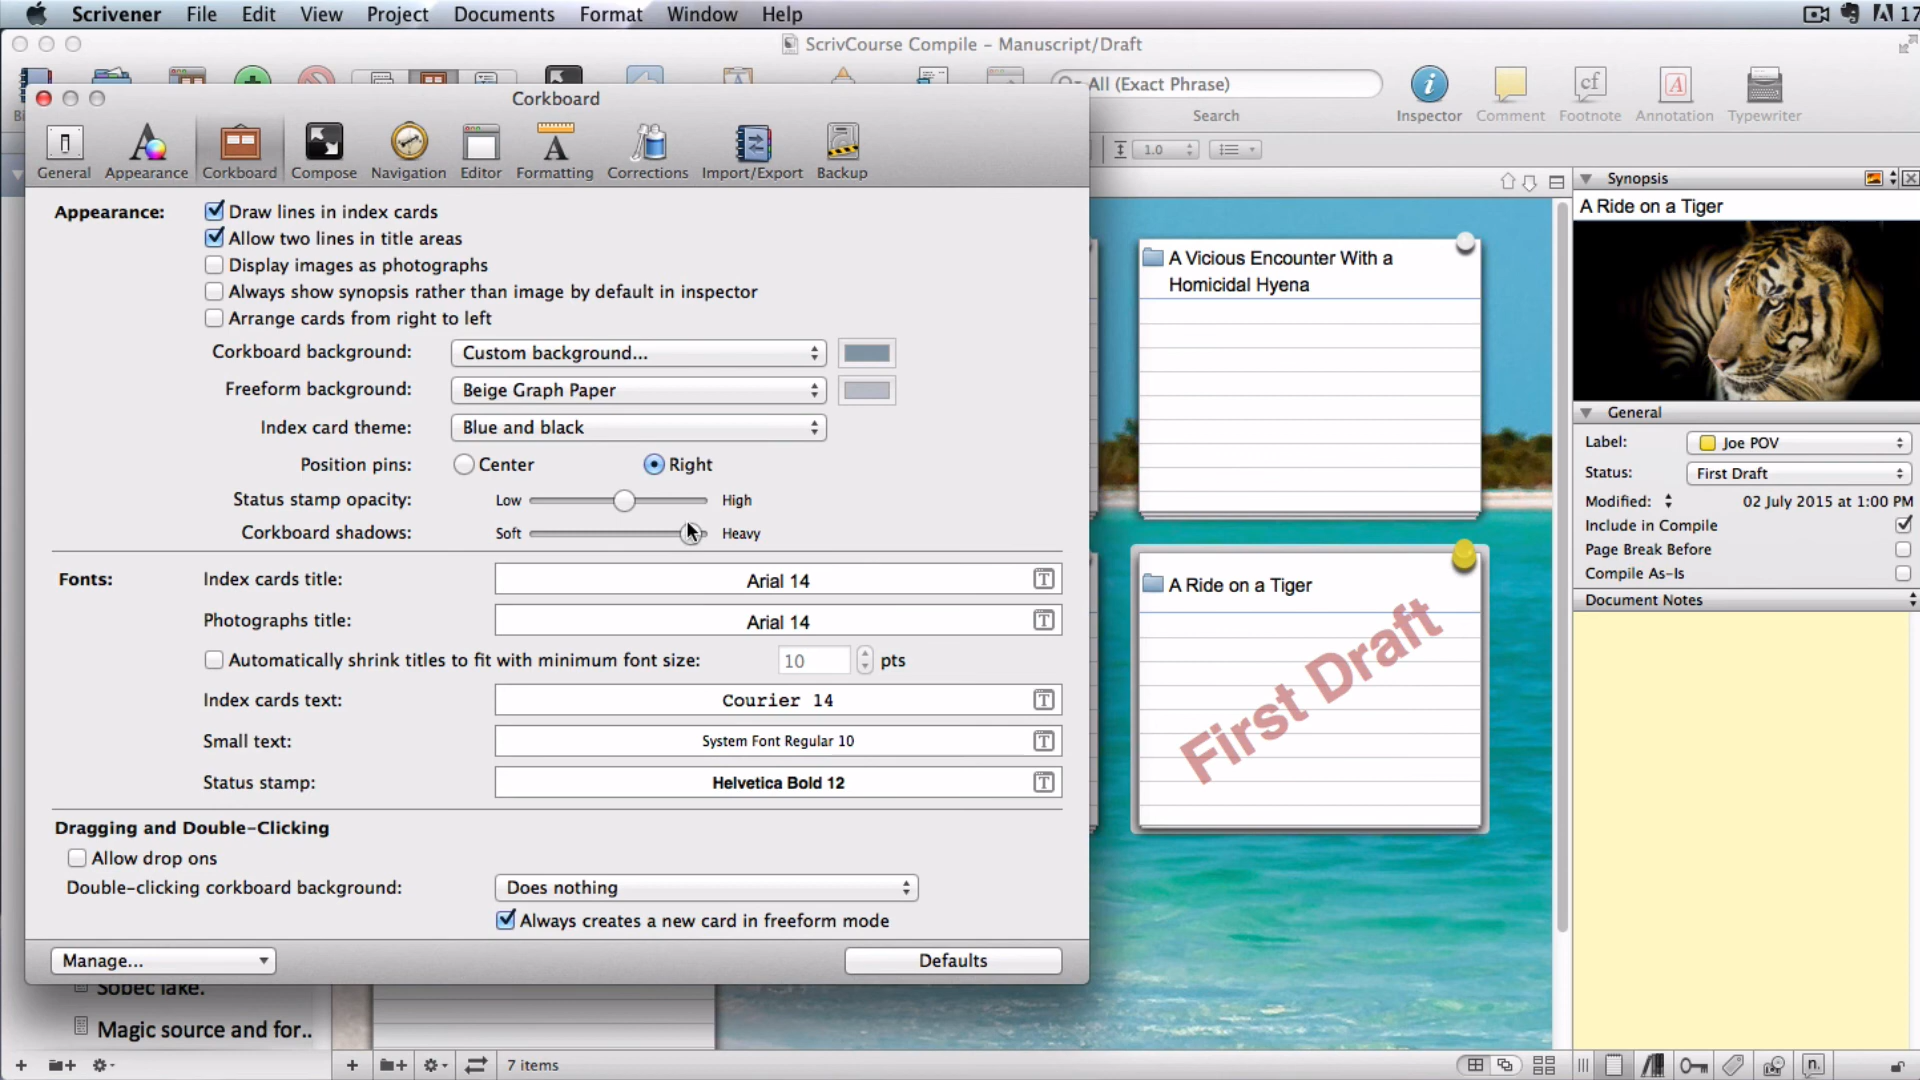 Scrivener File Edit View Project Documents Format Window Help 17
ScrivCourse Compile – Manuscript/Draft
All (Exact Phrase)
Search Inspector Comment Footnote Annotation Typewriter
cf
Corkboard
General Appearance Corkboard Compose Navigation Editor Formatting Corrections Import/Export Backup
1.0
Appearance:
Draw lines in index cards
Allow two lines in title areas
Display images as photographs
Always show synopsis rather than image by default in inspector
Arrange cards from right to left
Corkboard background: Custom background...
Freeform background: Beige Graph Paper
Index card theme: Blue and black
Position pins: Center Right
Status stamp opacity: Low High
Corkboard shadows: Soft Heavy
Fonts:
Index cards title: Arial 14
Photographs title: Arial 14
Automatically shrink titles to fit with minimum font size: 10 pts
Index cards text: Courier 14
Small text: System Font Regular 10
Status stamp: Helvetica Bold 12
Dragging and Double-Clicking
Allow drop ons
Double-clicking corkboard background: Does nothing
Always creates a new card in freeform mode
Manage... Defaults
Sobec lake.
Magic source and for..
7 items
A Vicious Encounter With a
Homicidal Hyena
A Ride on a Tiger
First Draft
Synopsis
A Ride on a Tiger
General
Label: Joe POV
Status: First Draft
Modified: 02 July 2015 at 1:00 PM
Include in Compile
Page Break Before
Compile As-Is
Document Notes
n.